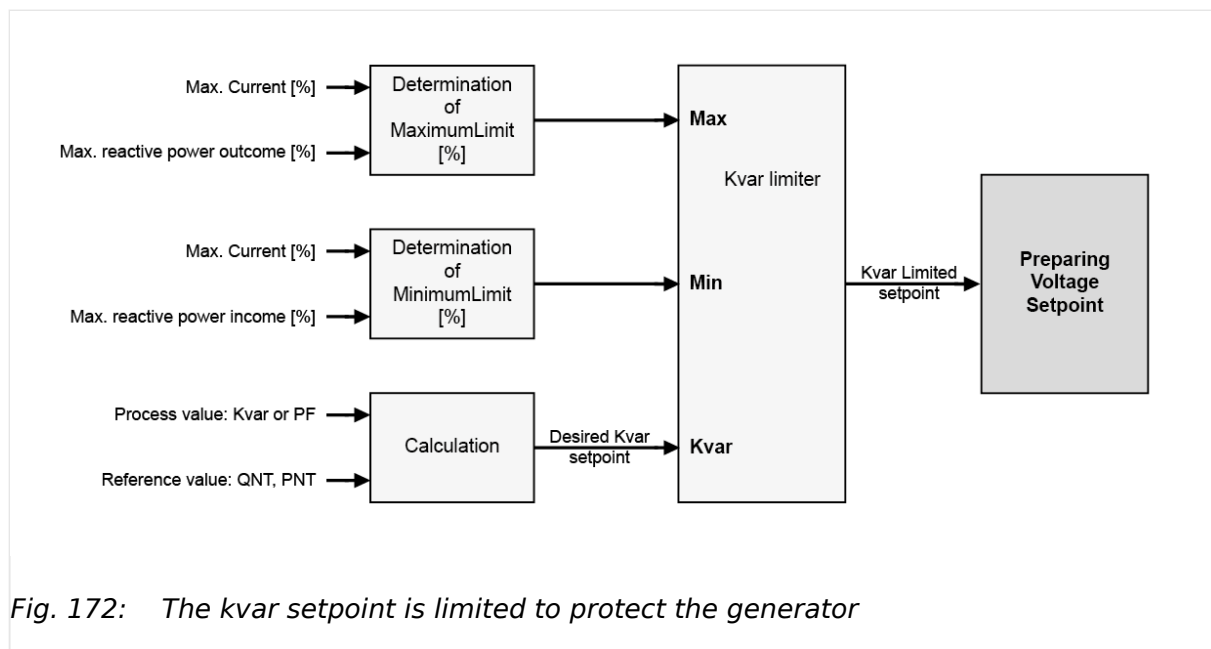 Max. Current [%]
Max. reactive power outcome [%]
Determination
of
MaximumLimit
[%]
Max
Kvar limiter
Max. Current [%]
Max. reactive power income [%]
Determination
of
MinimumLimit
[%]
Min
Kvar Limited
setpoint
Preparing
Voltage
Setpoint
Process value: Kvar or PF
Reference value: QNT, PNT
Calculation
Desired Kvar
setpoint
Kvar
Fig. 172: The kvar setpoint is limited to protect the generator